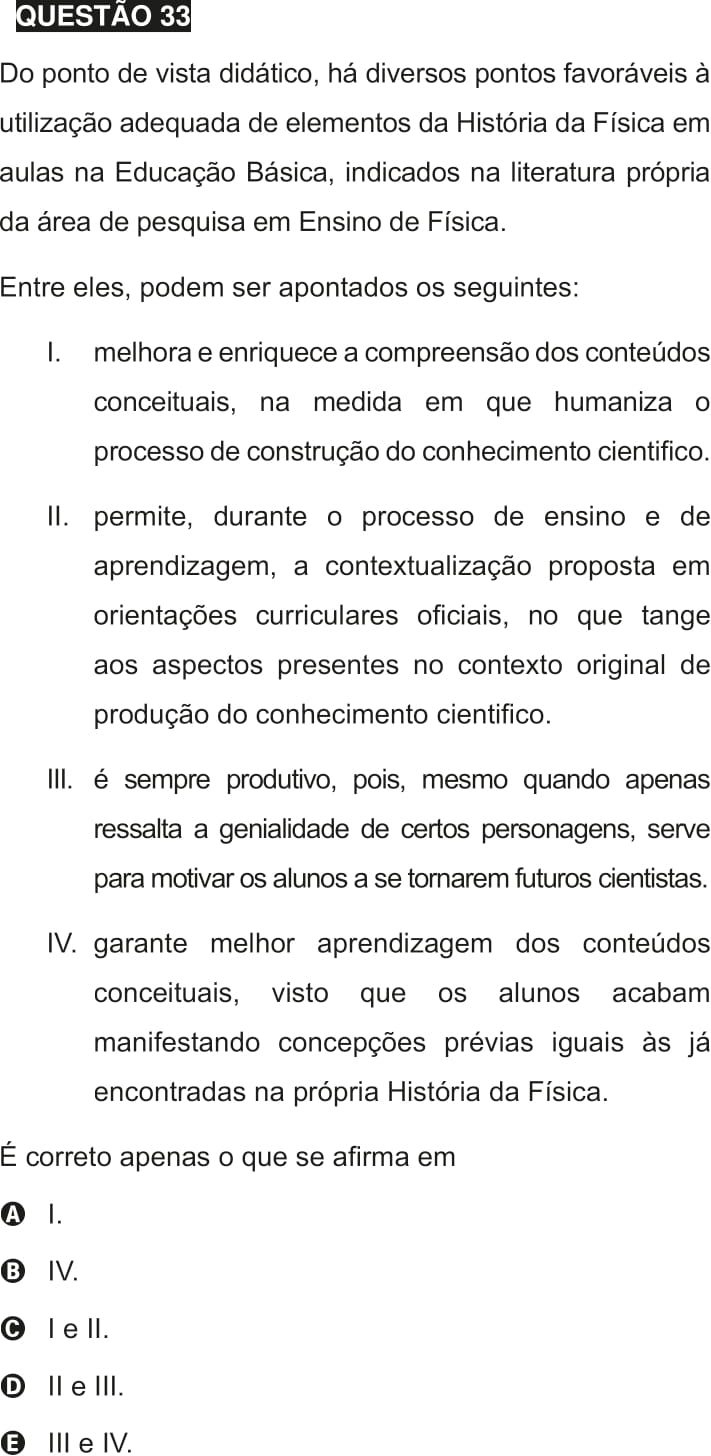 QUESTÃO 33
Do ponto de vista didático, há diversos pontos favoráveis à
utilização adequada de elementos da História da Física em
aulas na Educação Básica, indicados na literatura própria
da área de pesquisa em Ensino de Física.
Entre eles, podem ser apontados os seguintes:
I. melhora e enriquece a compreensão dos conteúdos
conceituais, na medida em que humaniza o
processo de construção do conhecimento cientifico.
II. permite, durante o processo de ensino e de
aprendizagem, a contextualização proposta em
orientações curriculares oficiais, no que tange
aos aspectos presentes no contexto original de
produção do conhecimento cientifico.
III. é sempre produtivo, pois, mesmo quando apenas
ressalta a genialidade de certos personagens, serve
para motivar os alunos a se tornarem futuros cientistas.
IV. garante melhor aprendizagem dos conteúdos
conceituais, visto que os alunos acabam
manifestando concepções prévias iguais às já
encontradas na própria História da Física.
É correto apenas o que se afirma em
A I.
B IV.
C I e II.
D II e III.
E III e IV.